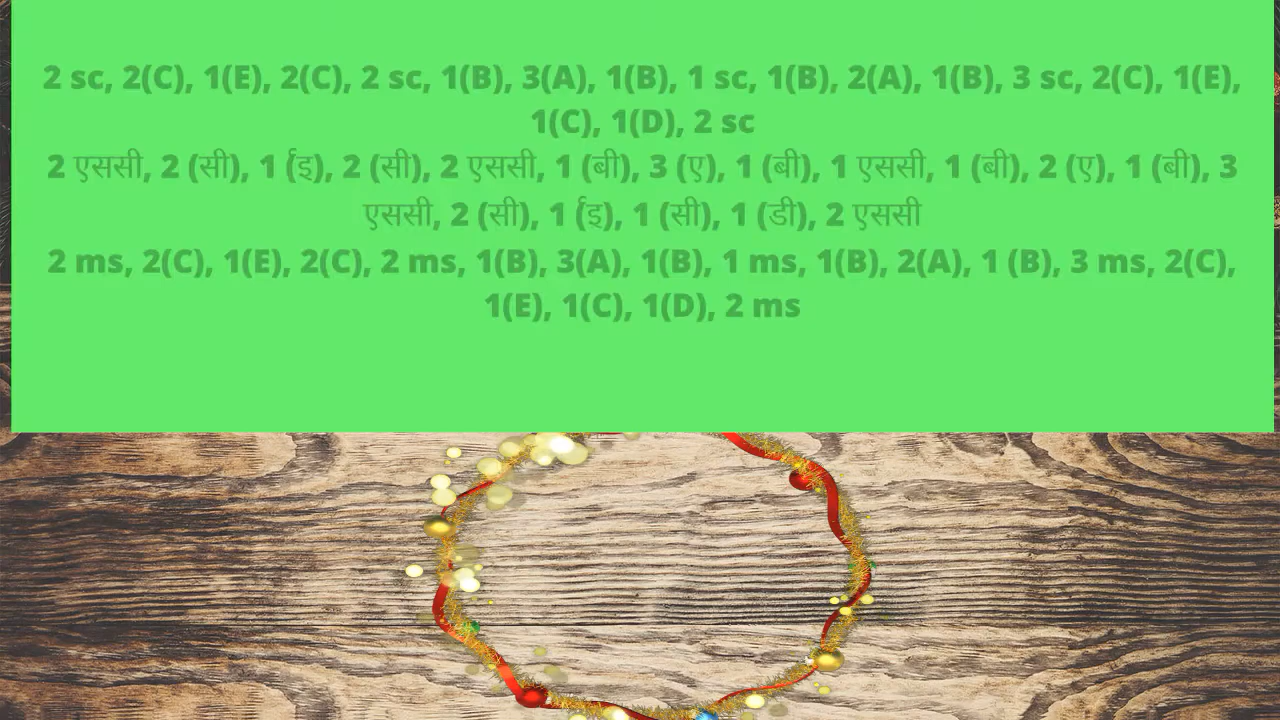 2 sc, 2(C), 1(E), 2(C), 2 sc, 1(B), 3(A), 1(B), 1 sc, 1(B), 2(A), 1(B), 3 sc, 2(C), 1(E),
1(C), 1(D), 2 sc
2 एससी, 2 (सी), 1 (ई), 2 (सी), 2 एससी, 1 (बी), 3 (ए), 1 (बी), 1 एससी, 1 (बी), 2 (ए), 1 (बी), 3
एससी, 2 (सी), 1 (ई), 1 (सी), 1 (डी), 2 एससी
2 ms, 2(C), 1(E), 2(C), 2 ms, 1(B), 3(A), 1(B), 1 ms, 1(B), 2(A), 1 (B), 3 ms, 2(C),
1(E), 1(C), 1(D), 2 ms